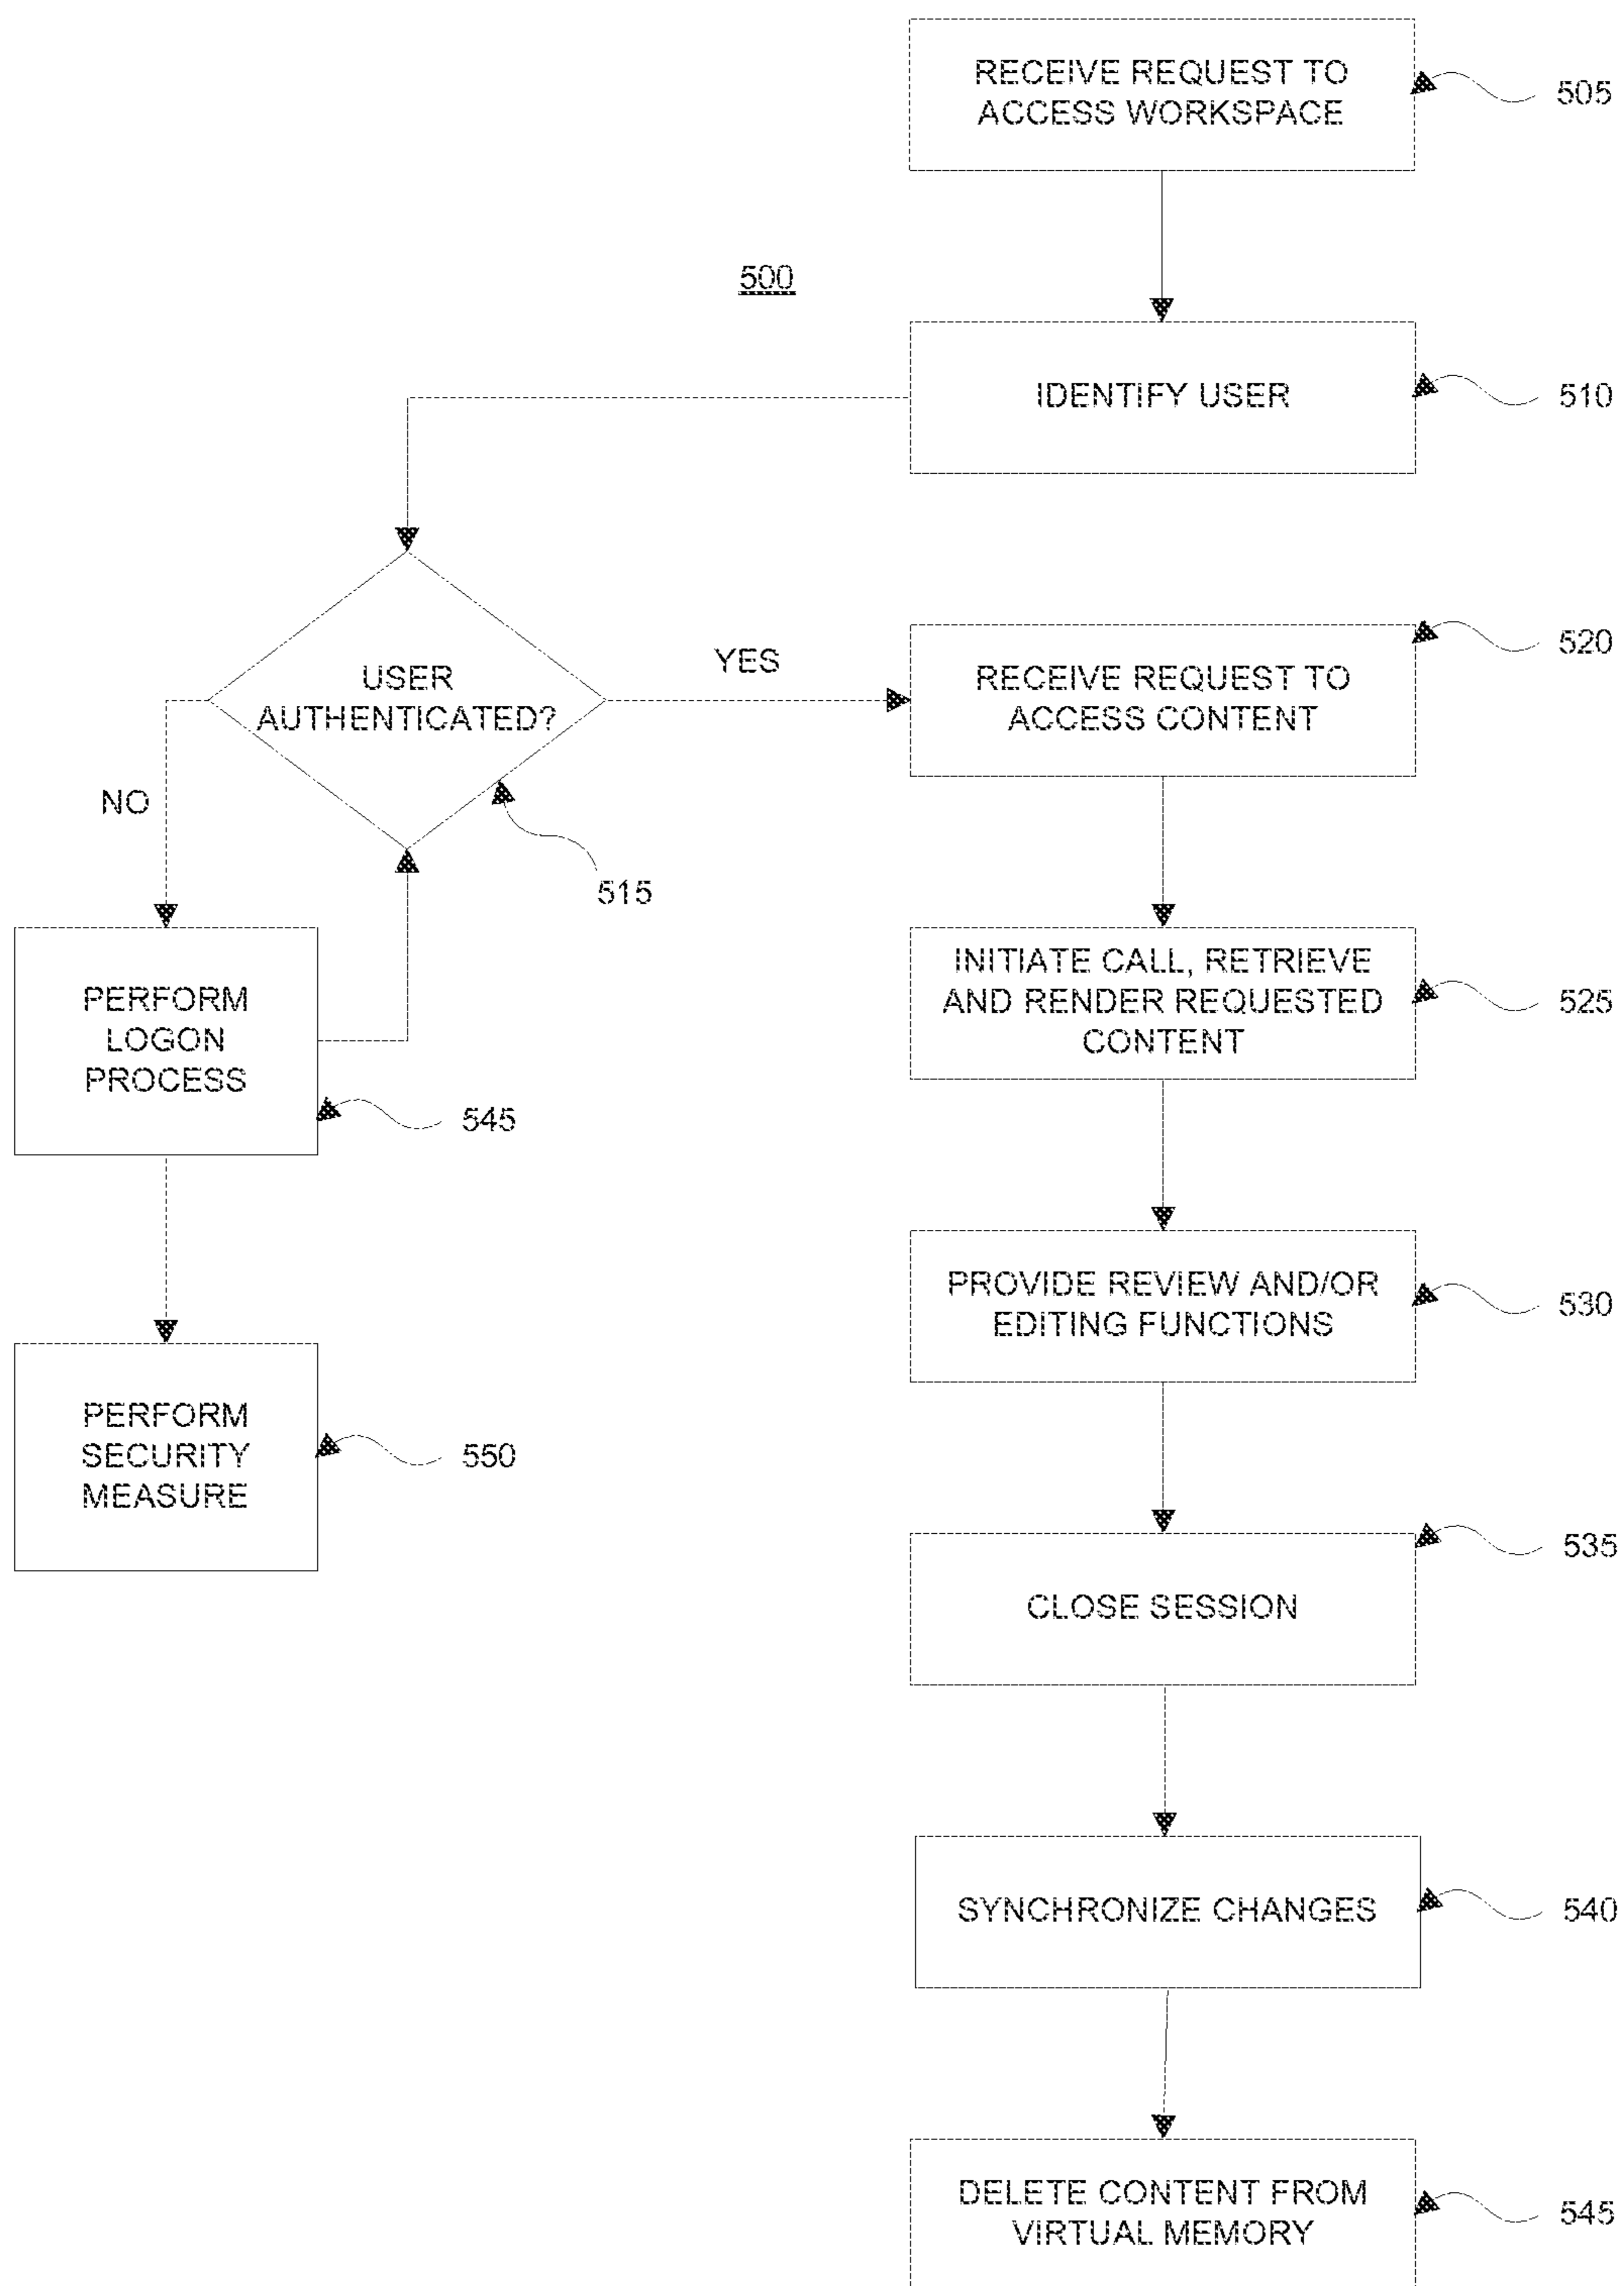 RECEIVE REQUEST TO
ACCESS WORKSPACE
505
500
IDENTIFY USER
510
USER
AUTHENTICATED?
YES
NO
515
RECEIVE REQUEST TO
ACCESS CONTENT
520
INITIATE CALL, RETRIEVE
AND RENDER REQUESTED
CONTENT
525
PERFORM
LOGON
PROCESS
545
PROVIDE REVIEW AND/OR
EDITING FUNCTIONS
530
PERFORM
SECURITY
MEASURE
550
CLOSE SESSION
535
SYNCHRONIZE CHANGES
540
DELETE CONTENT FROM
VIRTUAL MEMORY
545